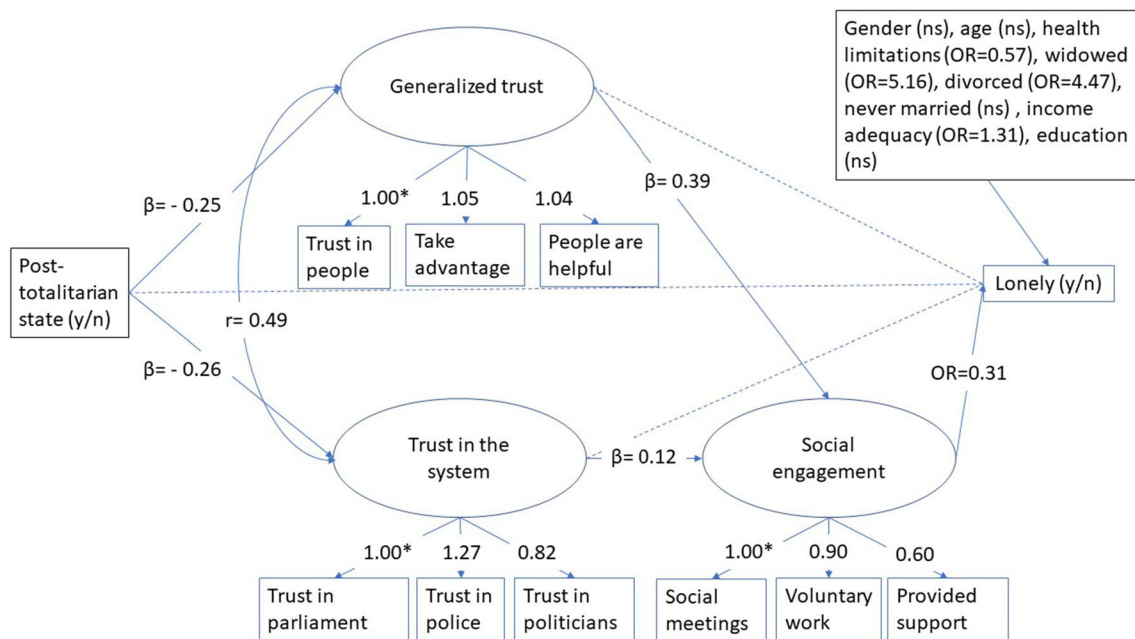 Gender (ns), age (ns), health
limitations (OR=0.57), widowed
(OR=5.16), divorced (OR=4.47),
never married (ns) , income
adequacy (OR=1.31), education
(ns)
Generalized trust
β= - 0.25
1.00*
1.05
1.04
β= 0.39
Trust in
people
Take
advantage
People are
helpful
Post-
totalitarian
state (y/n)
Lonely (y/n)
r= 0.49
β= - 0.26
OR=0.31
Trust in the
system
β= 0.12
Social
engagement
1.00*
1.27
0.82
1.00*
0.90
0.60
Trust in
parliament
Trust in
police
Trust in
politicians
Social
meetings
Voluntary
work
Provided
support